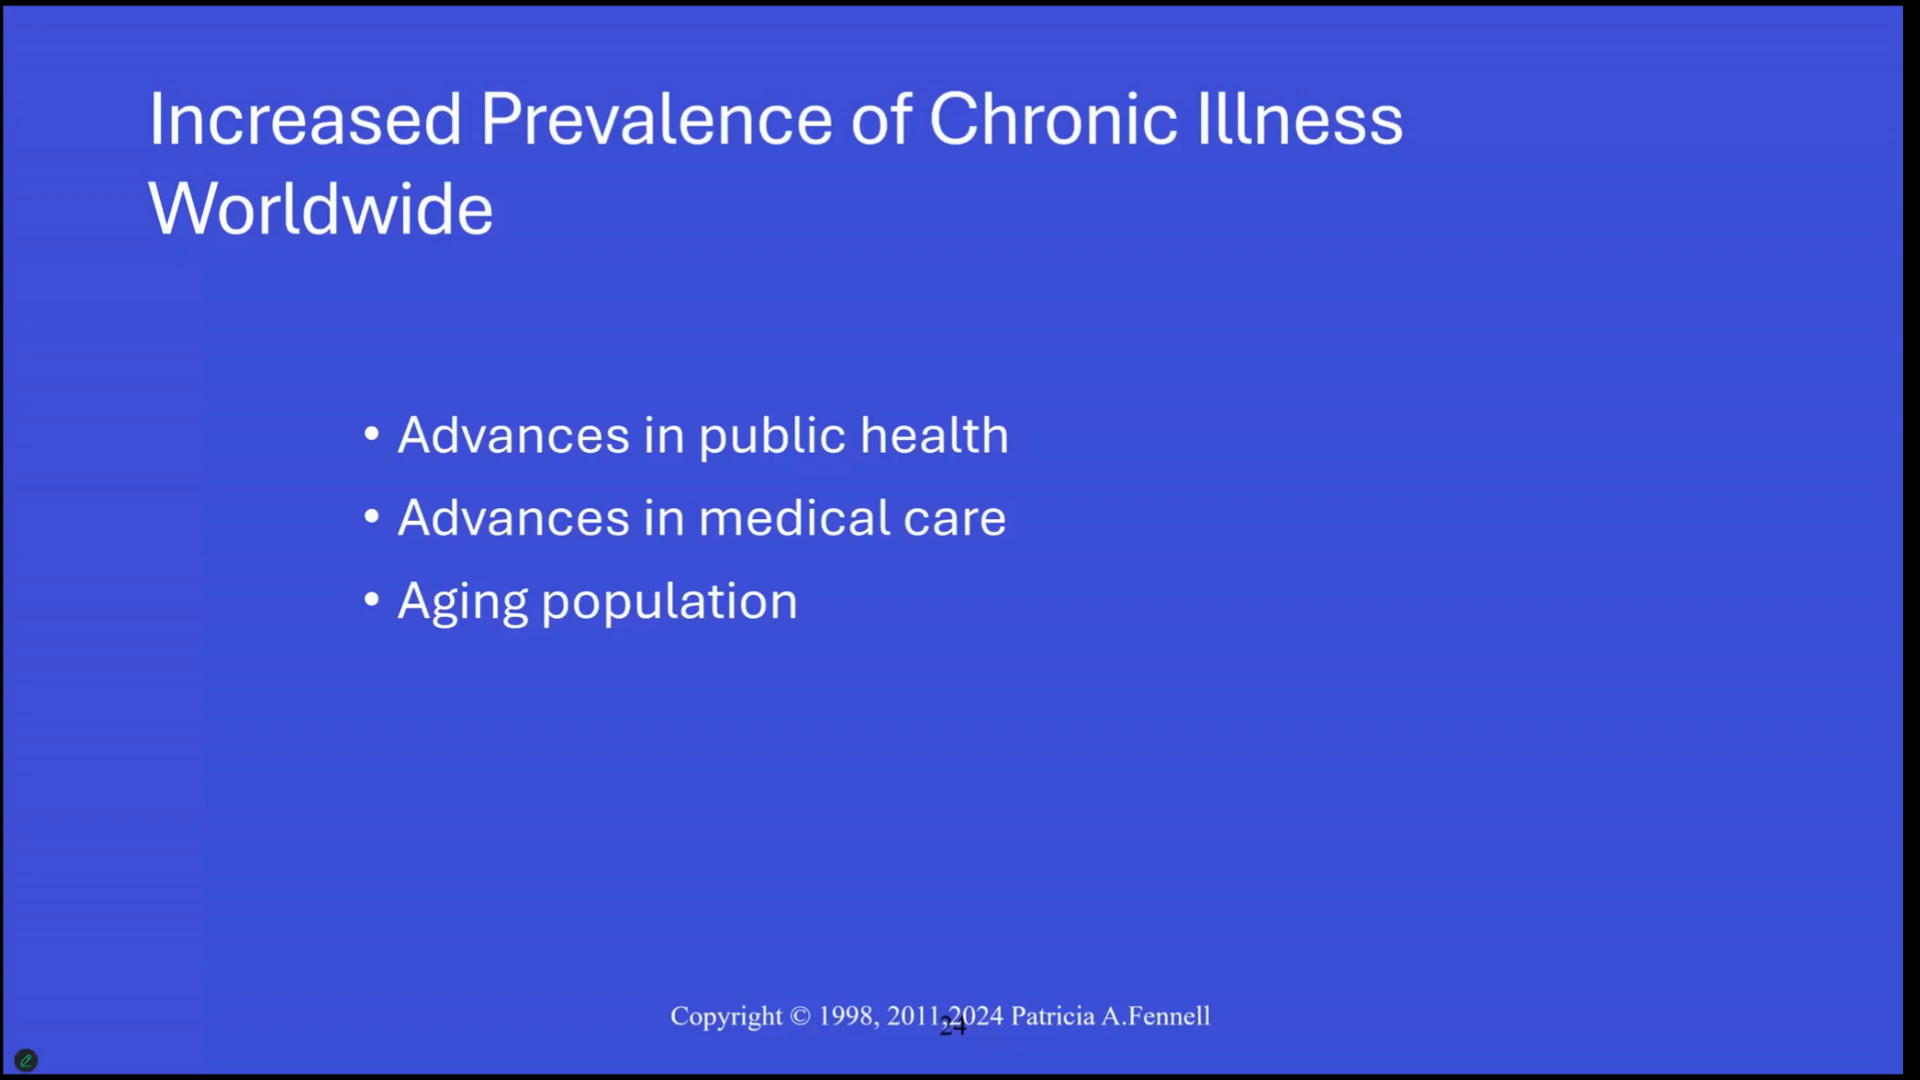 Increased Prevalence of Chronic Illness
Worldwide
• Advances in public health
• Advances in medical care
• Aging population
Copyright © 1998, 2011,2024 Patricia A.Fennell
24